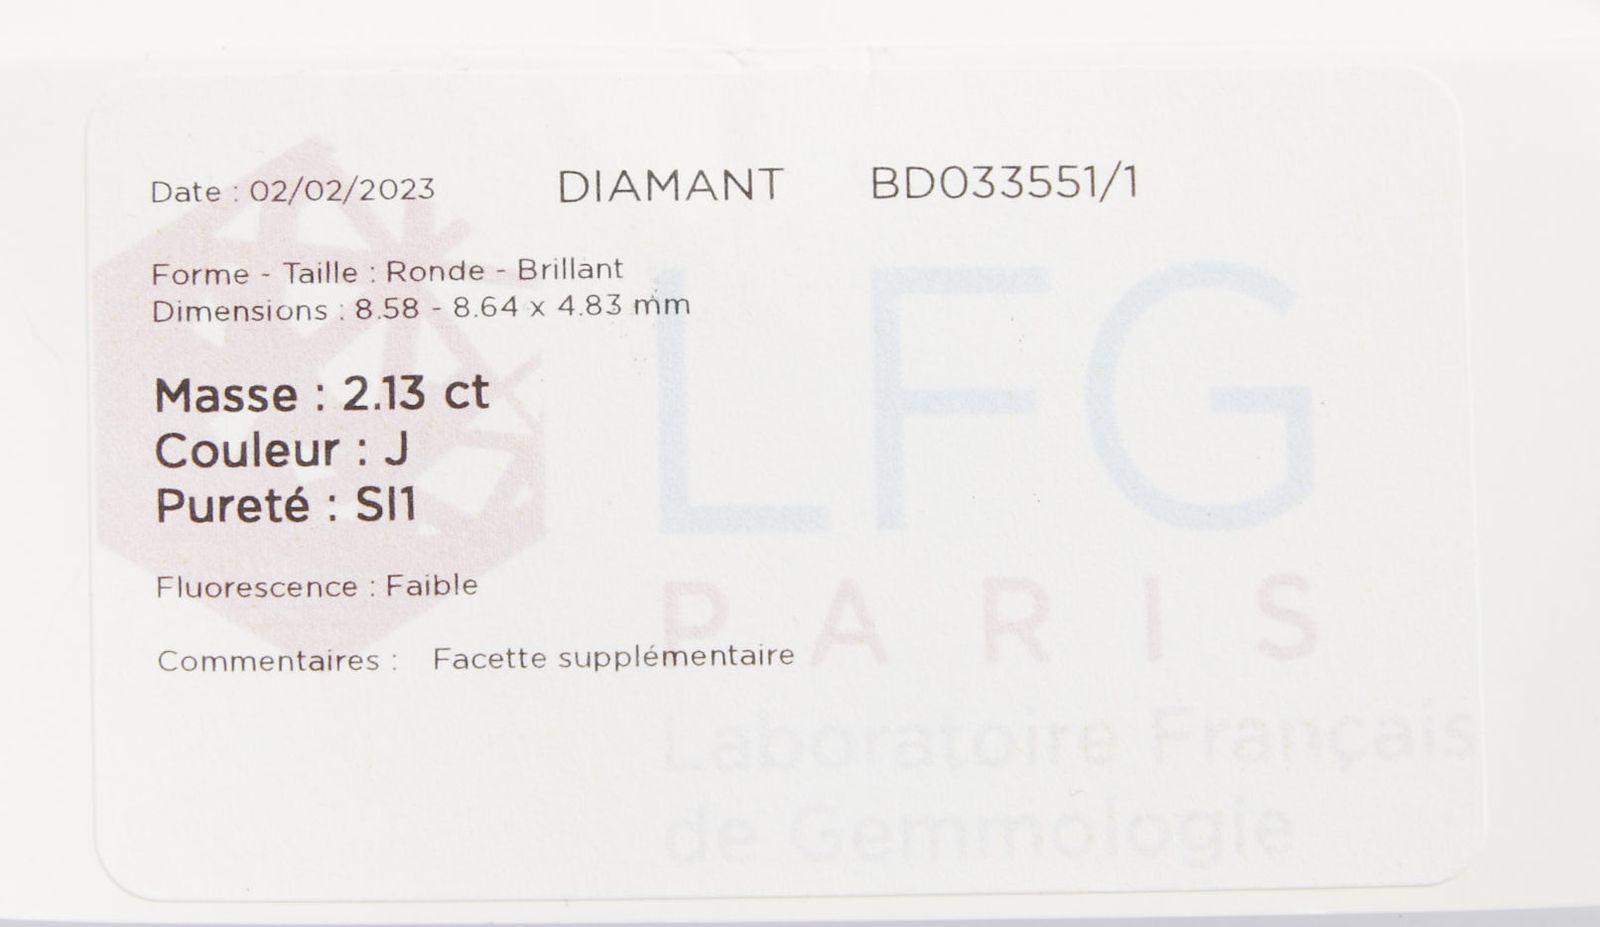 Date : 02/02/2023 DIAMANT BD033551/1
Forme - Taille : Ronde - Brillant
Dimensions : 8.58 - 8.64 x 4.83 mm
Masse : 2.13 ct
Couleur : J
Pureté : SI1
Fluorescence : Faible
Commentaires : Facette supplémentaire
LFG
PARIS
Laboratoire Français
de Gemmologie